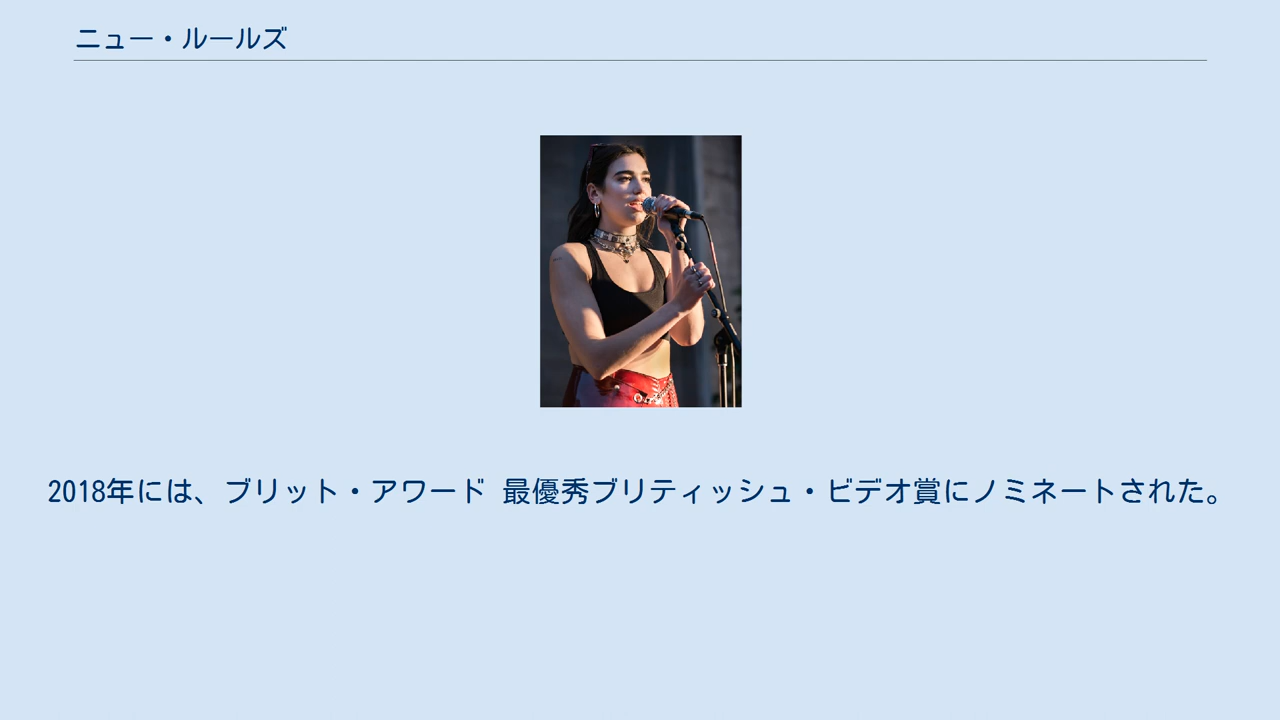 ニュー・ルールズ
2018年には、ブリット・アワード 最優秀ブリティッシュ・ビデオ賞にノミネートされた。